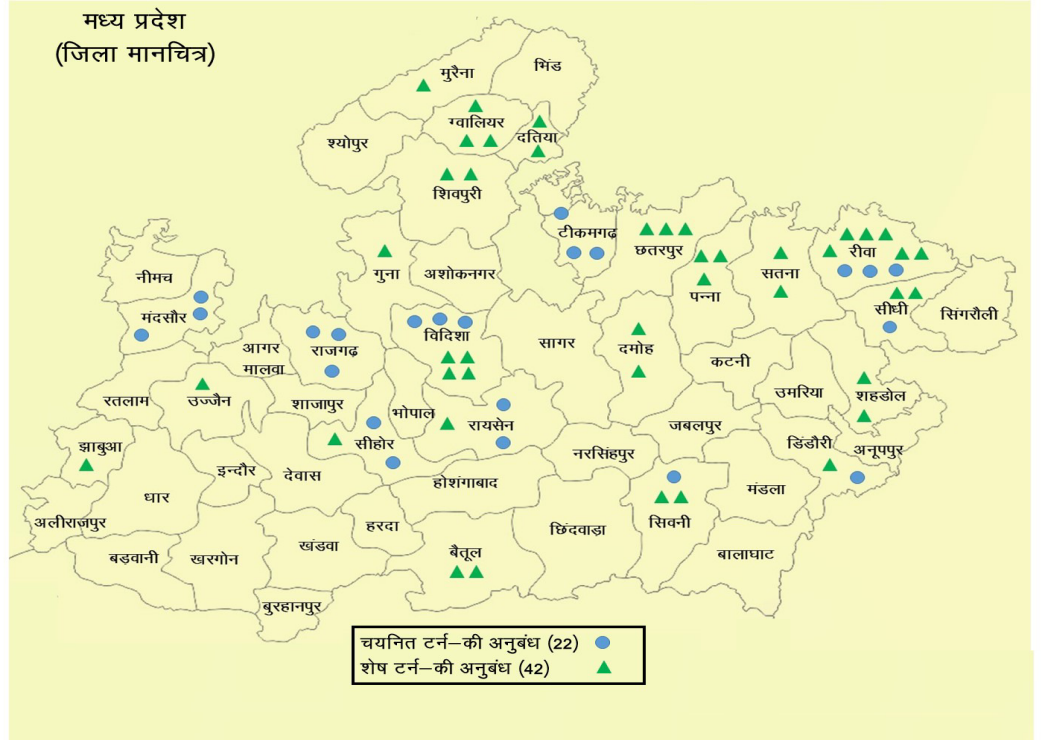 मध्य प्रदेश
(जिला मानचित्र)
मुरैना
भिंड
ग्वालियर
दतिया
श्योपुर
शिवपुरी
टीकमगढ़
छतरपुर
रीवा
गुना
अशोकनगर
सतना
नीमच
पन्ना
सीधी
सिंगरौली
मंदसौर
विदिशा
सागर
दमोह
आगर
मालवा
राजगढ़
कटनी
उमरिया
शहडोल
रतलाम
उज्जैन
शाजापुर
भोपाल
रायसेन
जबलपुर
झाबुआ
सीहोर
नरसिंहपुर
डिंडौरी
अनूपपुर
इन्दौर
देवास
होशंगाबाद
धार
मंडला
अलीराजपुर
हरदा
छिंदवाड़ा
सिवनी
बड़वानी
खरगोन
खंडवा
बैतूल
बालाघाट
बुरहानपुर
चयनित टर्न–की अनुबंध (22)
शेष टर्न–की अनुबंध (42)